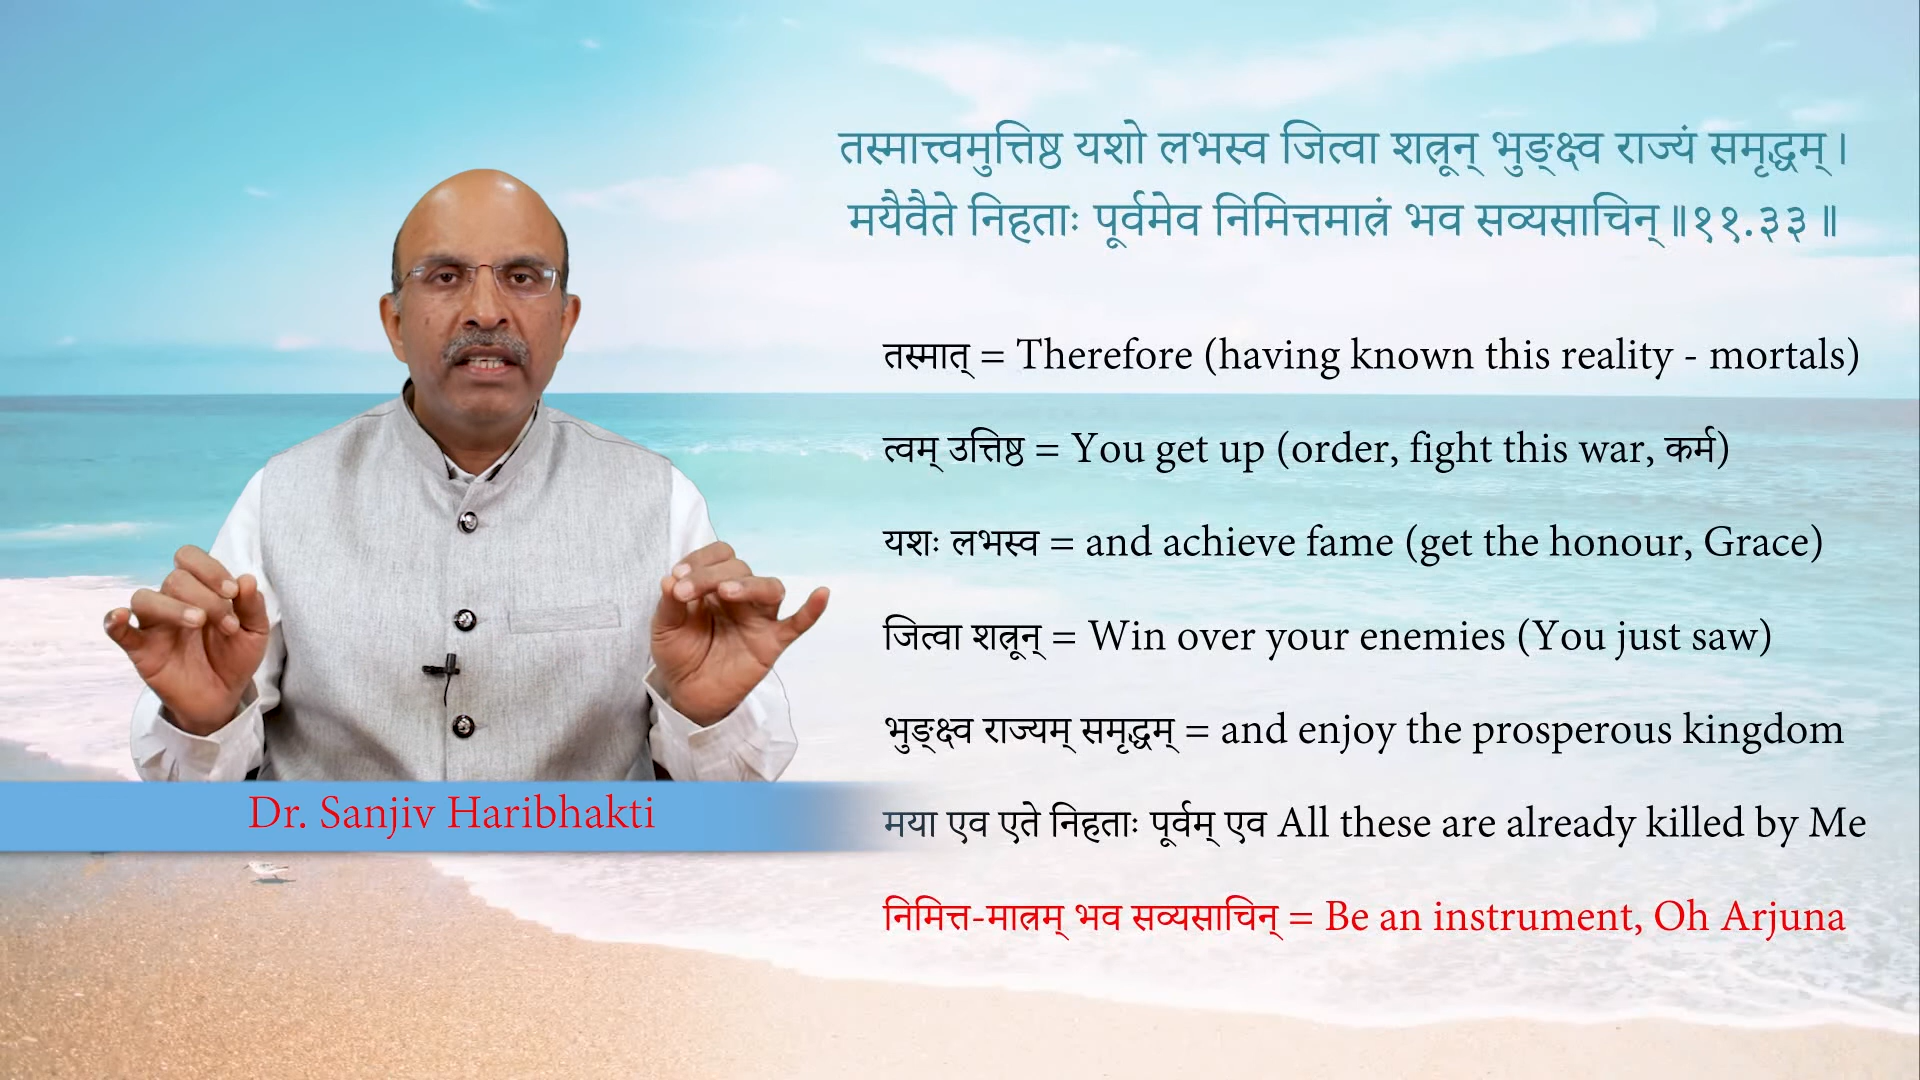 तस्मात्त्वमुत्तिष्ठ यशो लभस्व जित्वा शत्रून् भुङ्क्ष्व राज्यं समृद्धम् ।
मयैवैते निहताः पूर्वमेव निमित्तमात्रं भव सव्यसाचिन् ॥११.३३॥
तस्मात् = Therefore (having known this reality - mortals)
त्वम् उत्तिष्ठ = You get up (order, fight this war, कर्म)
यशः लभस्व = and achieve fame (get the honour, Grace)
जित्वा शत्रून् = Win over your enemies (You just saw)
भुङ्क्ष्व राज्यम् समृद्धम् = and enjoy the prosperous kingdom
Dr. Sanjiv Haribhakti
मया एव एते निहताः पूर्वम् एव All these are already killed by Me
निमित्त-मात्रम् भव सव्यसाचिन् = Be an instrument, Oh Arjuna